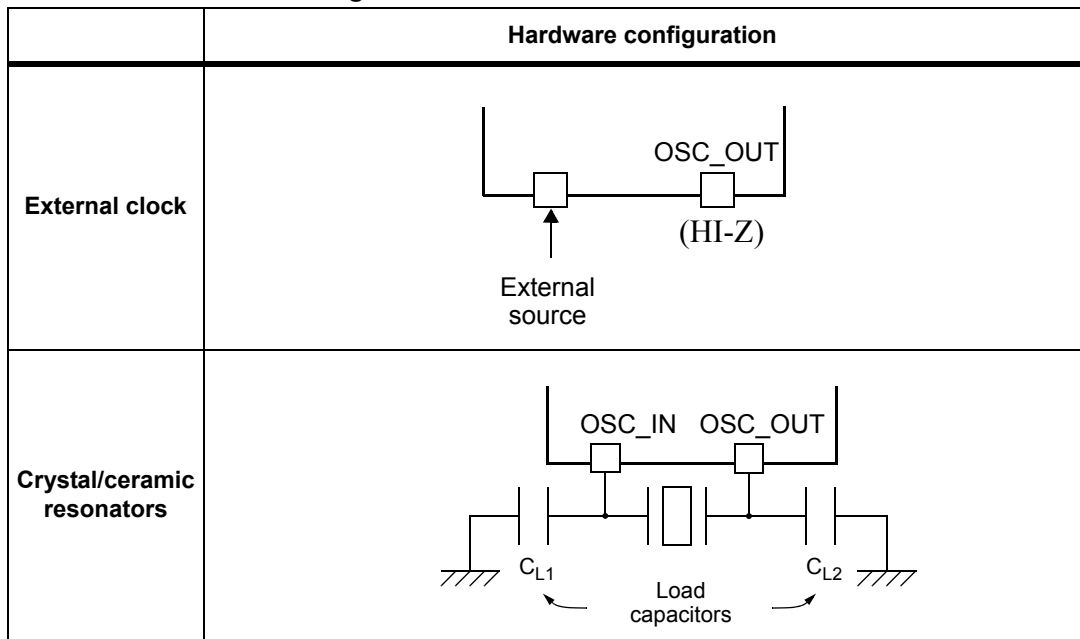 Hardware configuration
External clock
OSC_OUT
(HI-Z)
External
source
Crystal/ceramic
resonators
OSC_IN OSC_OUT
CL1
CL2
Load
capacitors